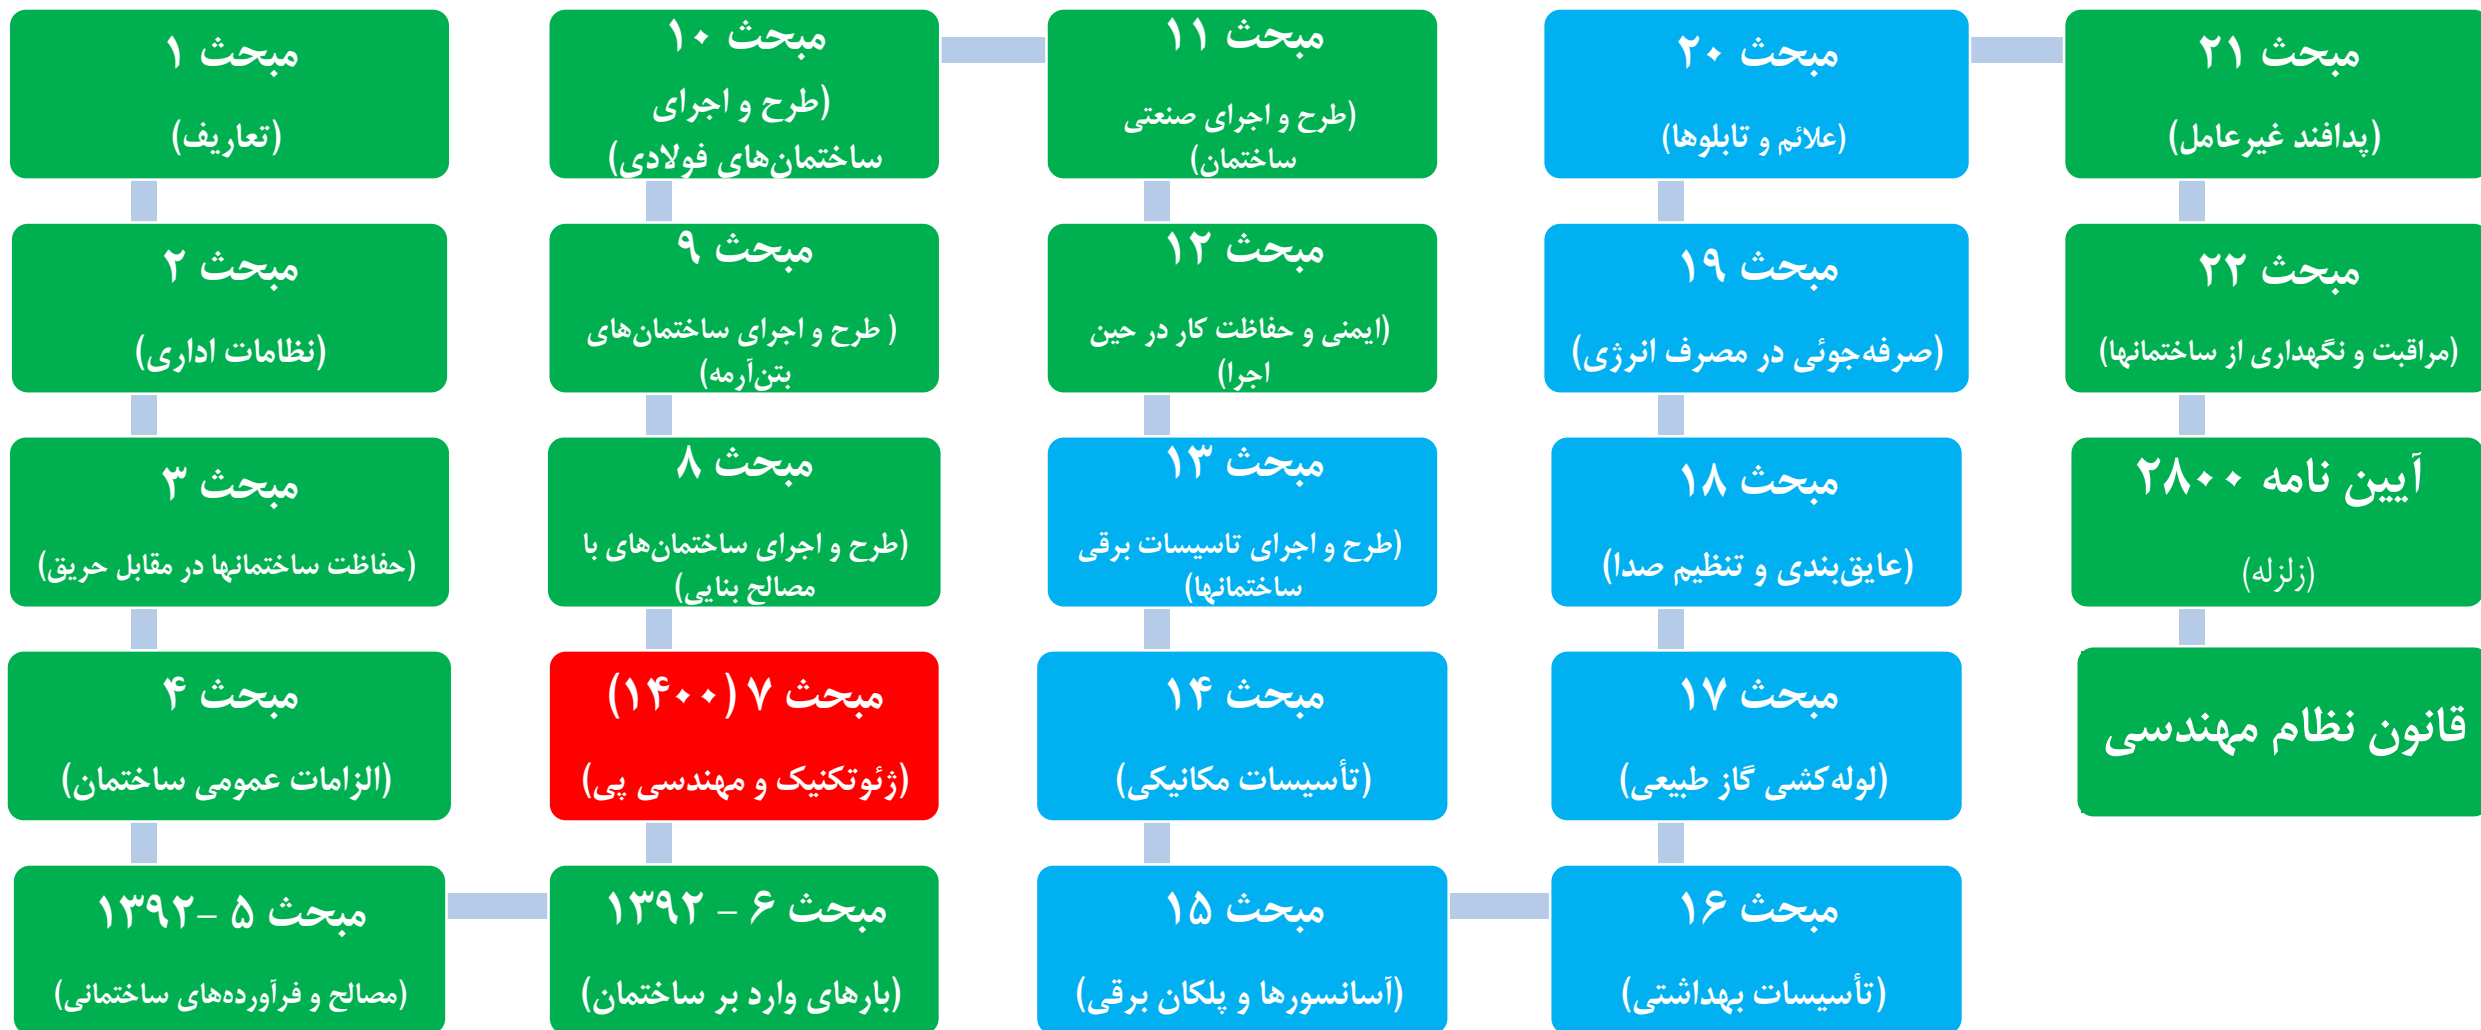 مبحث ۱
(تعاریف)
مبحث ۲
(نظامات اداری)
مبحث ۳
(حفاظت ساختمانها در مقابل حریق)
مبحث ۴
(الزامات عمومی ساختمان)
مبحث ۵ –۱۳۹۲
(مصالح و فرآورده‌های ساختمانی)
مبحث ۶ – ۱۳۹۲
(بارهای وارد بر ساختمان)
مبحث ۷ (۱۴۰۰)
(ژئوتکنیک و مهندسی پی)
مبحث ۸
(طرح و اجرای ساختمان‌های با
مصالح بنایی)
مبحث ۹
( طرح و اجرای ساختمان‌های
بتن‌آرمه)
مبحث ۱۰
(طرح و اجرای
ساختمان‌های فولادی)
مبحث ۱۱
(طرح و اجرای صنعتی
ساختمان)
مبحث ۱۲
(ایمنی و حفاظت کار در حین
اجرا)
مبحث ۱۳
(طرح و اجرای تاسیسات برقی
ساختمانها)
مبحث ۱۴
(تأسیسات مکانیکی)
مبحث ۱۵
(آسانسورها و پلکان برقی)
مبحث ۱۶
(تأسیسات بهداشتی)
مبحث ۱۷
(لوله‌کشی گاز طبیعی)
مبحث ۱۸
(عایق‌بندی و تنظیم صدا)
مبحث ۱۹
(صرفه‌جوئی در مصرف انرژی)
مبحث ۲۰
(علائم و تابلوها)
مبحث ۲۱
(پدافند غیرعامل)
مبحث ۲۲
(مراقبت و نگهداری از ساختمانها)
آیین نامه ۲۸۰۰
(زلزله)
قانون نظام مهندسی